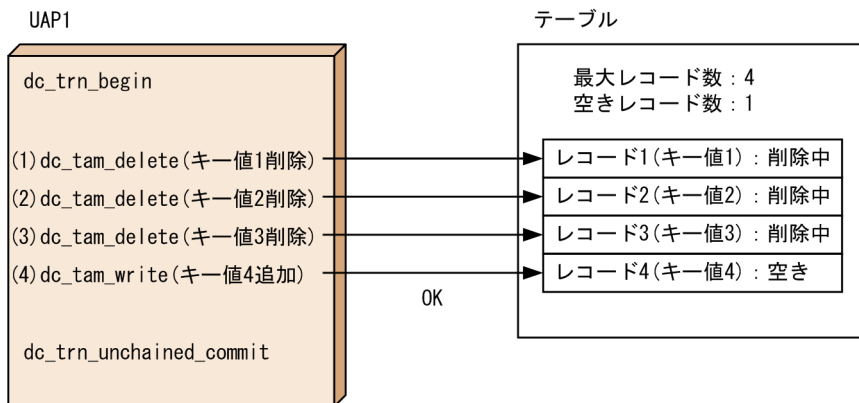 UAP1
dc_trn_begin
(1)dc_tam_delete(キー値1削除)
(2)dc_tam_delete(キー値2削除)
(3)dc_tam_delete(キー値3削除)
(4)dc_tam_write(キー値4追加)
dc_trn_unchained_commit
OK
テーブル
最大レコード数:4
空きレコード数:1
レコード1(キー値1):削除中
レコード2(キー値2):削除中
レコード3(キー値3):削除中
レコード4(キー値4):空き